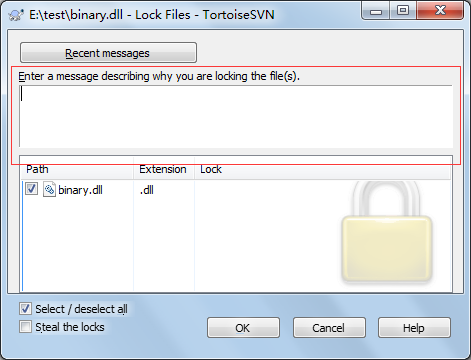 E:\test\binary.dll - Lock Files - TortoiseSVN
Recent messages
Enter a message describing why you are locking the file(s).
Path Extension Lock
binary.dll .dll
Select / deselect all
Steal the locks
OK Cancel Help